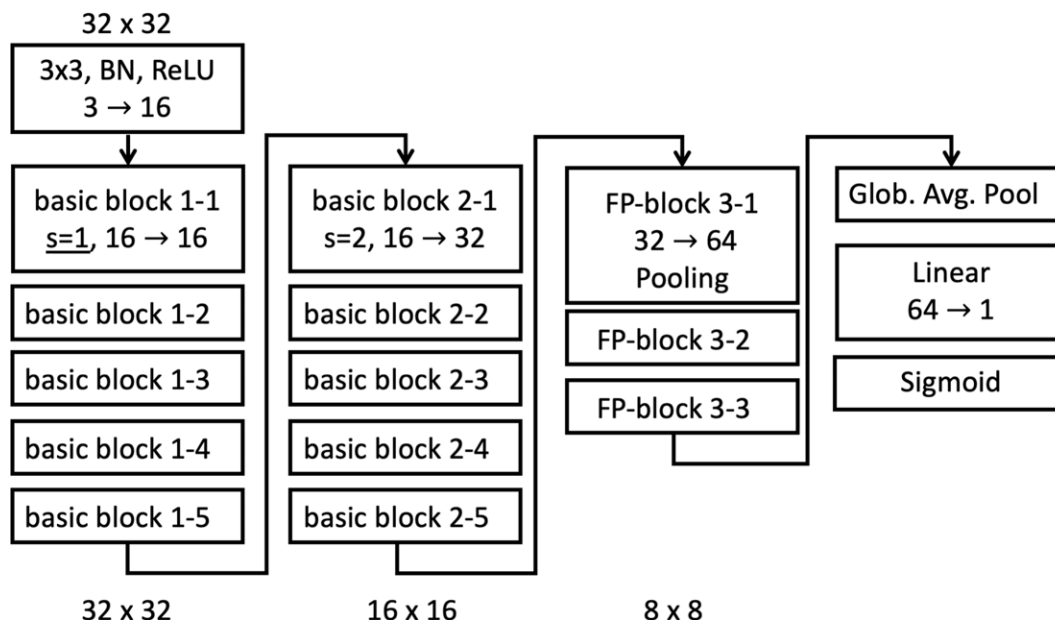 32 x 32
3x3, BN, ReLU
3 → 16
basic block 1-1
s=1, 16 → 16
basic block 1-2
basic block 1-3
basic block 1-4
basic block 1-5
32 x 32
basic block 2-1
s=2, 16 → 32
basic block 2-2
basic block 2-3
basic block 2-4
basic block 2-5
16 x 16
FP-block 3-1
32 → 64
Pooling
FP-block 3-2
FP-block 3-3
8 x 8
Glob. Avg. Pool
Linear
64 → 1
Sigmoid